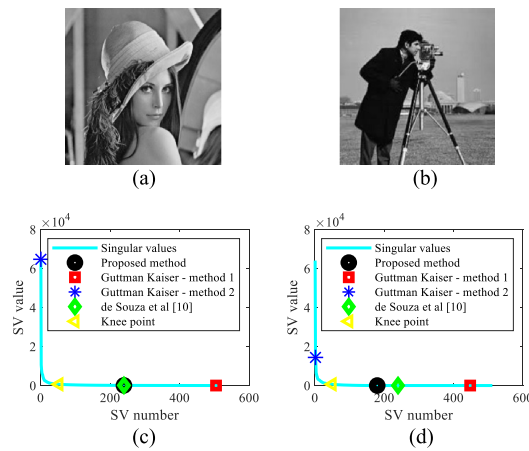 (a)
(b)
×10⁴
8
6
4
2
0
SV value
Singular values
Proposed method
Guttman Kaiser - method 1
Guttman Kaiser - method 2
de Souza et al [10]
Knee point
0
200
400
600
SV number
(c)
×10⁴
8
6
4
2
0
SV value
Singular values
Proposed method
Guttman Kaiser - method 1
Guttman Kaiser - method 2
de Souza et al [10]
Knee point
0
200
400
600
SV number
(d)